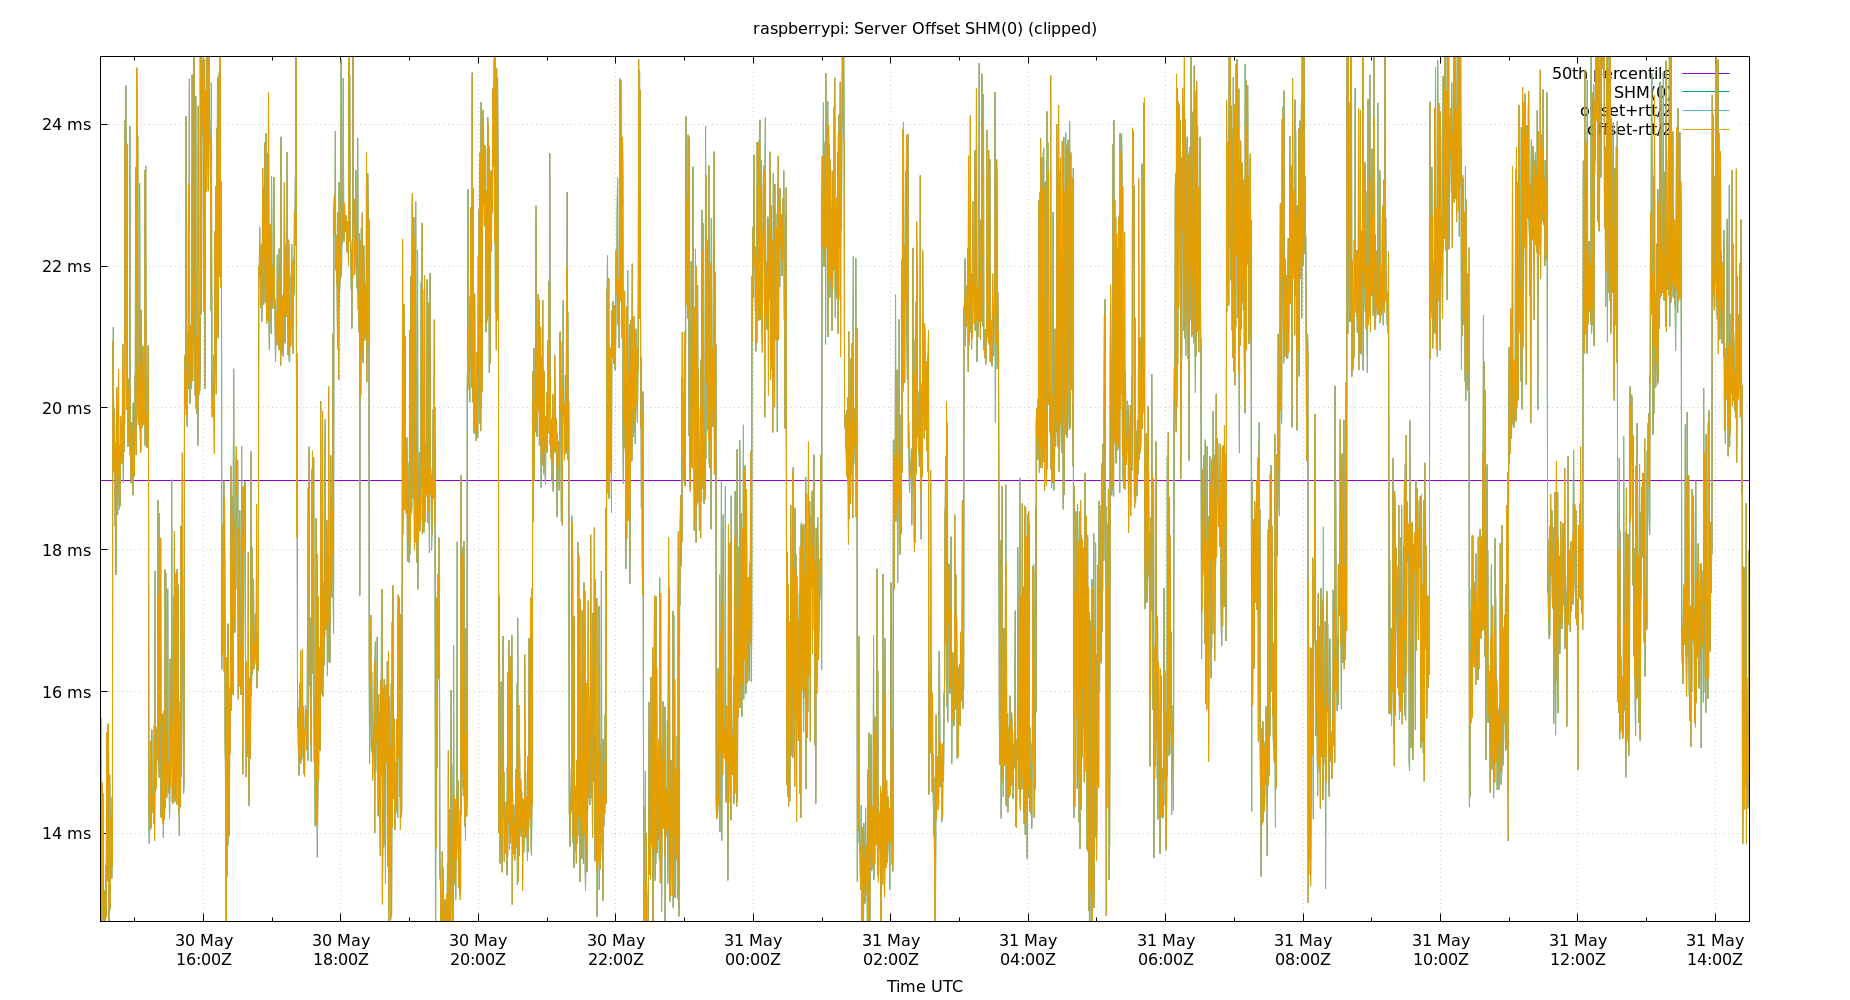 raspberrypi: Server Offset SHM(0) (clipped)
50th percentile
SHM(0)
offset+rtt/2
offset-rtt/2
24 ms
22 ms
20 ms
18 ms
16 ms
14 ms
30 May 30 May 30 May 30 May 31 May 31 May 31 May 31 May 31 May 31 May 31 May 31 May
16:00Z 18:00Z 20:00Z 22:00Z 00:00Z 02:00Z 04:00Z 06:00Z 08:00Z 10:00Z 12:00Z 14:00Z
Time UTC